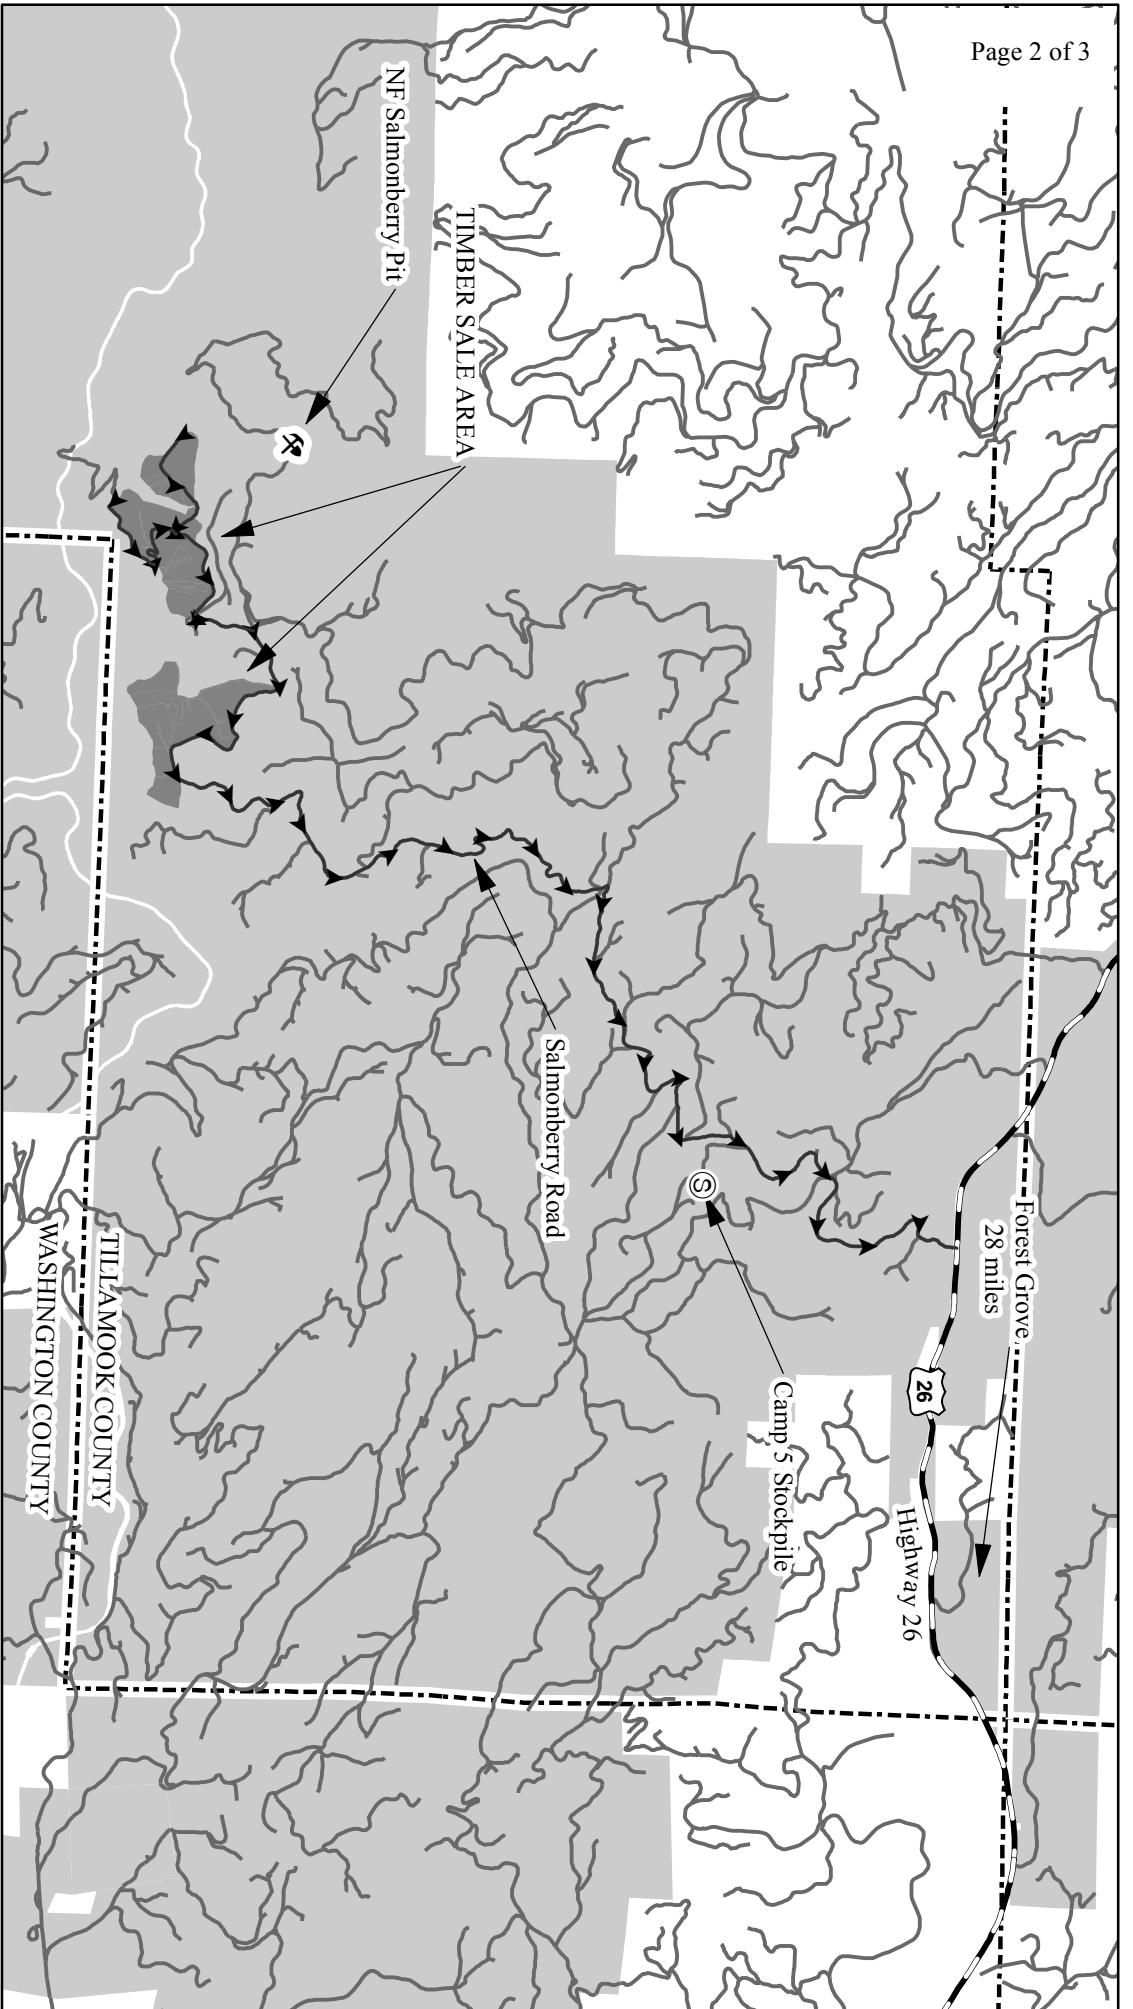 Page 2 of 3
NF Salmonberry Pit
TIMBER SALE AREA
Salmonberry Road
S
Camp 5 Stockpile
Forest Grove,
28 miles
26
Highway 26
TILLAMOOK COUNTY
WASHINGTON COUNTY